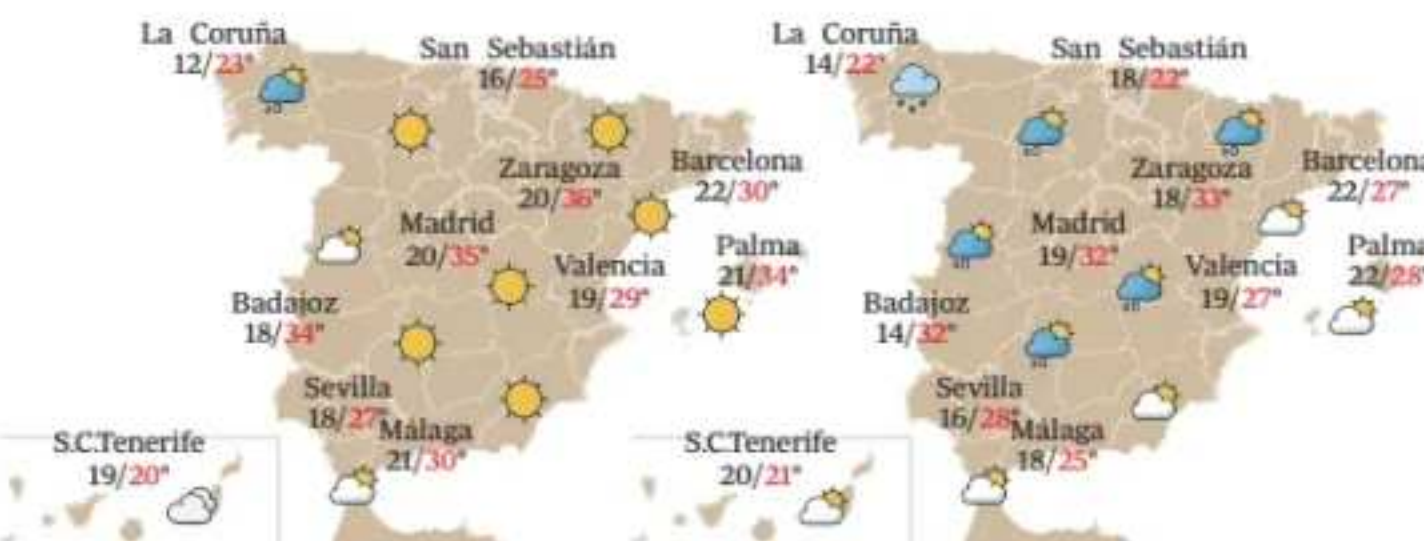 La Coruña
12/23°
San Sebastián
16/25°
Zaragoza
20/36°
Barcelona
22/30°
Madrid
20/35°
Valencia
19/29°
Palma
21/34°
Badajoz
18/34°
Sevilla
18/27°
Málaga
21/30°
S.C.Tenerife
19/20°
La Coruña
14/22°
San Sebastián
18/22°
Zaragoza
18/33°
Barcelona
22/27°
Madrid
19/32°
Valencia
19/27°
Palma
22/28°
Badajoz
14/32°
Sevilla
16/28°
Málaga
18/25°
S.C.Tenerife
20/21°